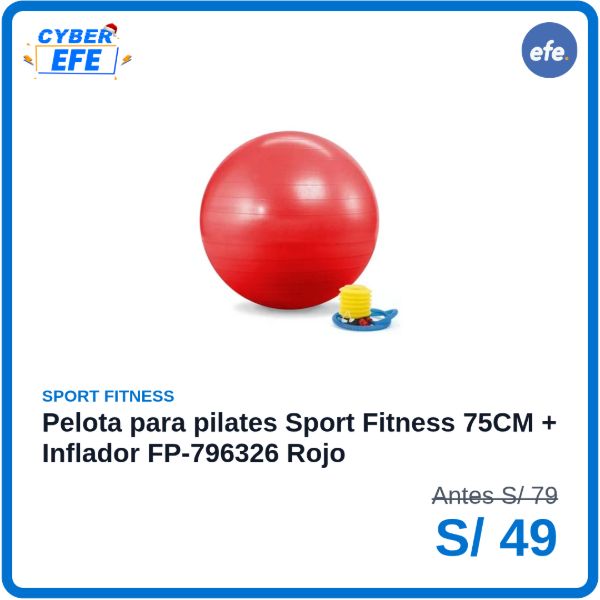 CYBER
EFE
efe.
SPORT FITNESS
Pelota para pilates Sport Fitness 75CM +
Inflador FP-796326 Rojo
Antes S/ 79
S/ 49